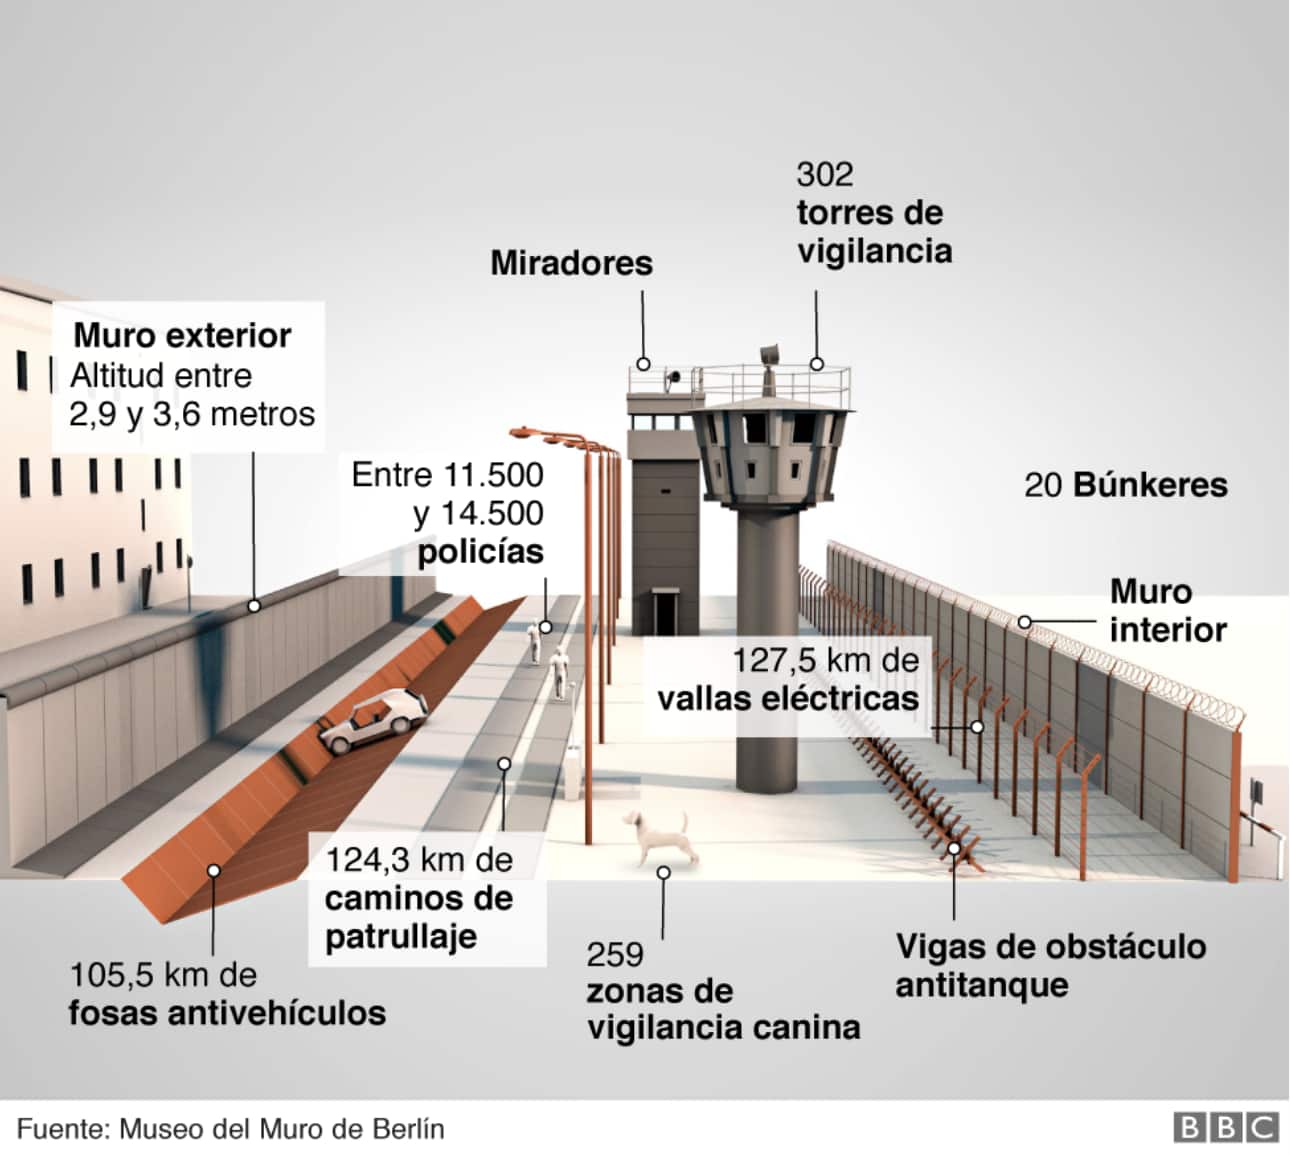 302
torres de
vigilancia
Miradores
Muro exterior
Altitud entre
2,9 y 3,6 metros
Entre 11.500
y 14.500
policías
20 Búnkeres
Muro
interior
127,5 km de
vallas eléctricas
124,3 km de
caminos de
patrullaje
105,5 km de
fosas antivehículos
259
zonas de
vigilancia canina
Vigas de obstáculo
antitanque
Fuente: Museo del Muro de Berlín
BBC